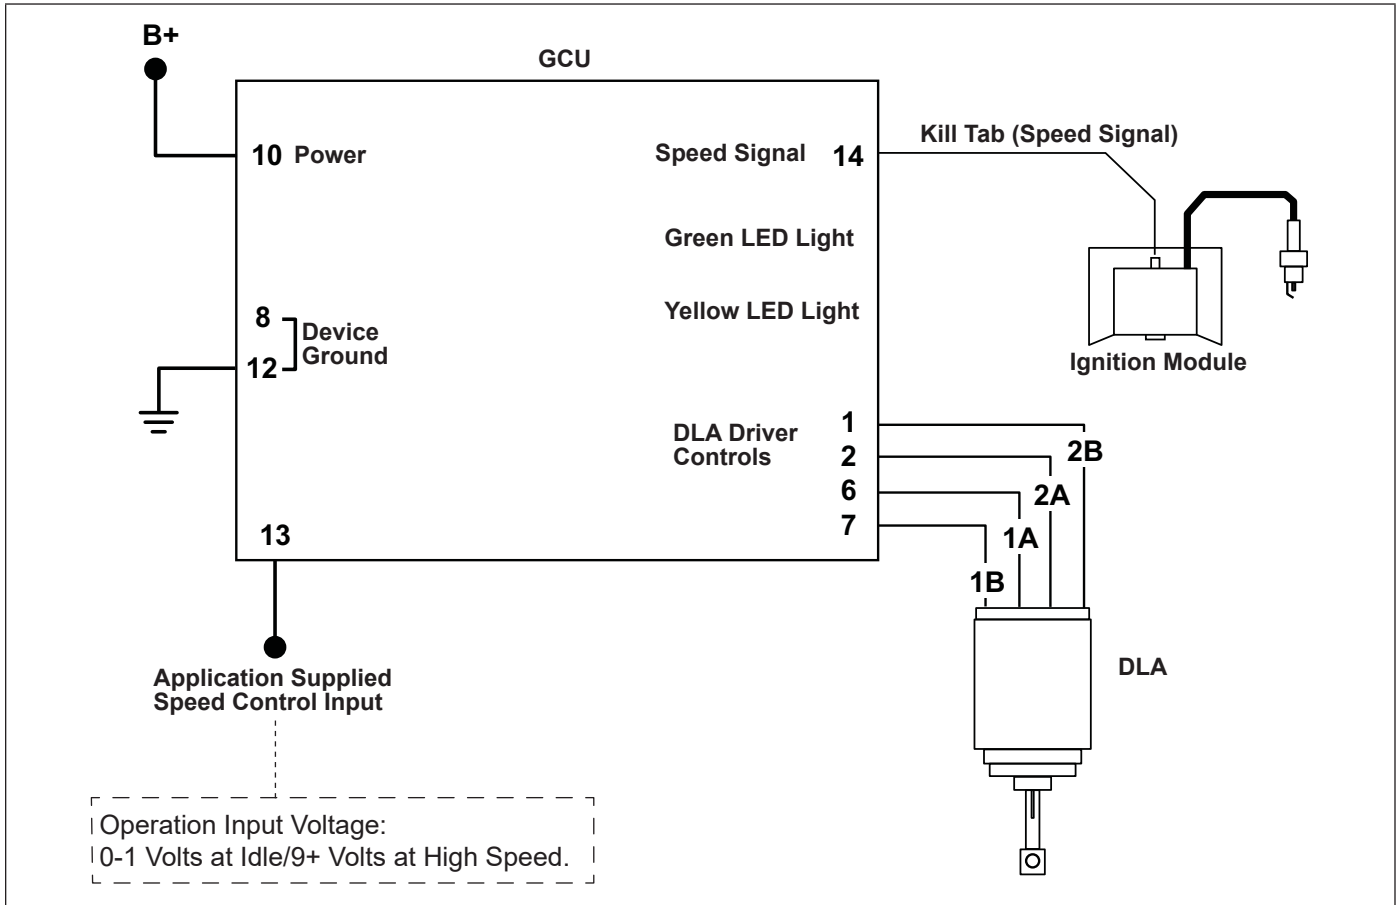 B+
GCU
10 Power
Speed Signal 14
Kill Tab (Speed Signal)
Green LED Light
Yellow LED Light
Ignition Module
8
Device
Ground
12
DLA Driver
Controls
1
2
6
7
2B
2A
1A
1B
13
DLA
Application Supplied
Speed Control Input
Operation Input Voltage:
0-1 Volts at Idle/9+ Volts at High Speed.